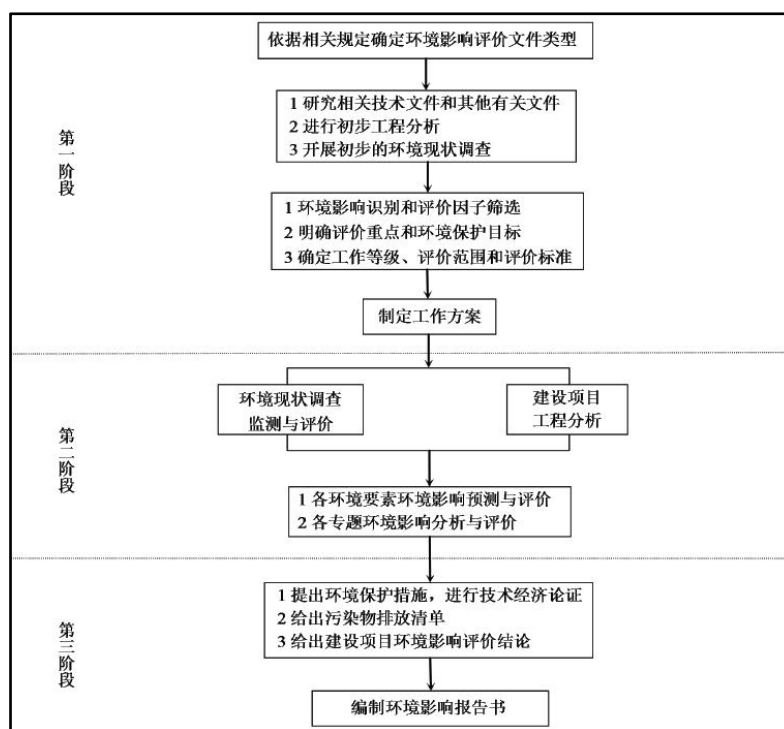 依据相关规定确定环境影响评价文件类型
1 研究相关技术文件和其他有关文件
2 进行初步工程分析
3 开展初步的环境现状调查
第一阶段
1 环境影响识别和评价因子筛选
2 明确评价重点和环境保护目标
3 确定工作等级、评价范围和评价标准
制定工作方案
环境现状调查
监测与评价
建设项目
工程分析
第二阶段
1 各环境要素环境影响预测与评价
2 各专题环境影响分析与评价
1 提出环境保护措施，进行技术经济论证
2 给出污染物排放清单
3 给出建设项目环境影响评价结论
第三阶段
编制环境影响报告书